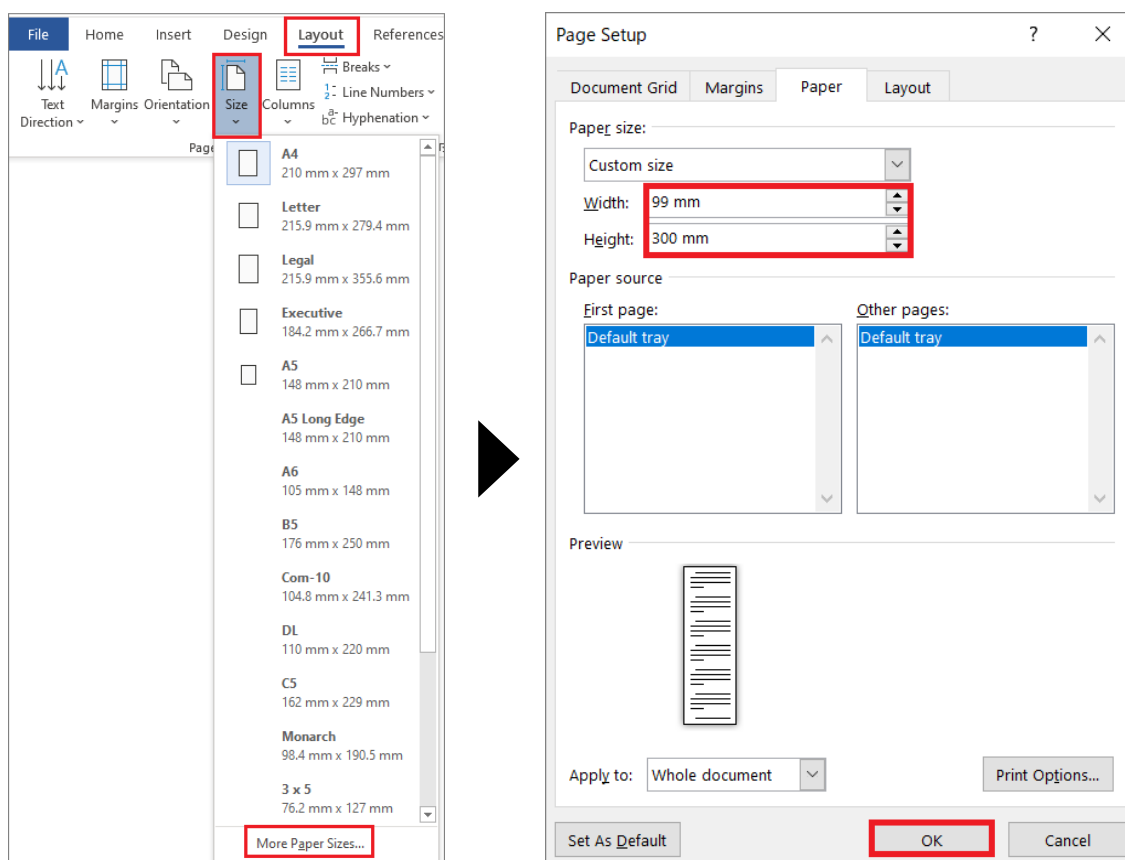 File Home Insert Design Layout References
Breaks
Line Numbers
Hyphenation
Text Direction
Margins
Orientation
Size
Columns
A4
210 mm x 297 mm
Letter
215.9 mm x 279.4 mm
Legal
215.9 mm x 355.6 mm
Executive
184.2 mm x 266.7 mm
A5
148 mm x 210 mm
A5 Long Edge
148 mm x 210 mm
A6
105 mm x 148 mm
B5
176 mm x 250 mm
Com-10
104.8 mm x 241.3 mm
DL
110 mm x 220 mm
C5
162 mm x 229 mm
Monarch
98.4 mm x 190.5 mm
3 x 5
76.2 mm x 127 mm
More Paper Sizes...
Page Setup ? 
Document Grid Margins Paper Layout
Paper size:
Custom size
Width: 99 mm
Height: 300 mm
Paper source
First page: Other pages:
Default tray Default tray
Preview
Apply to: Whole document Print Options...
Set As Default OK Cancel